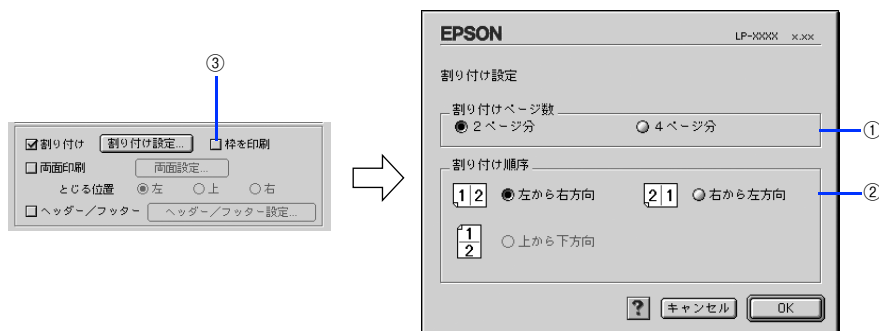 ③
割り付け 割り付け設定... 枠を印刷
両面印刷 両面設定...
とじる位置 左 上 右
ヘッダー/フッター ヘッダー/フッター設定...
EPSON LP-XXXX x.xx
割り付け設定
割り付けページ数
2ページ分 4ページ分 ①
割り付け順序
1 2 左から右方向 2 1 右から左方向 ②
1
2 上から下方向
? キャンセル OK